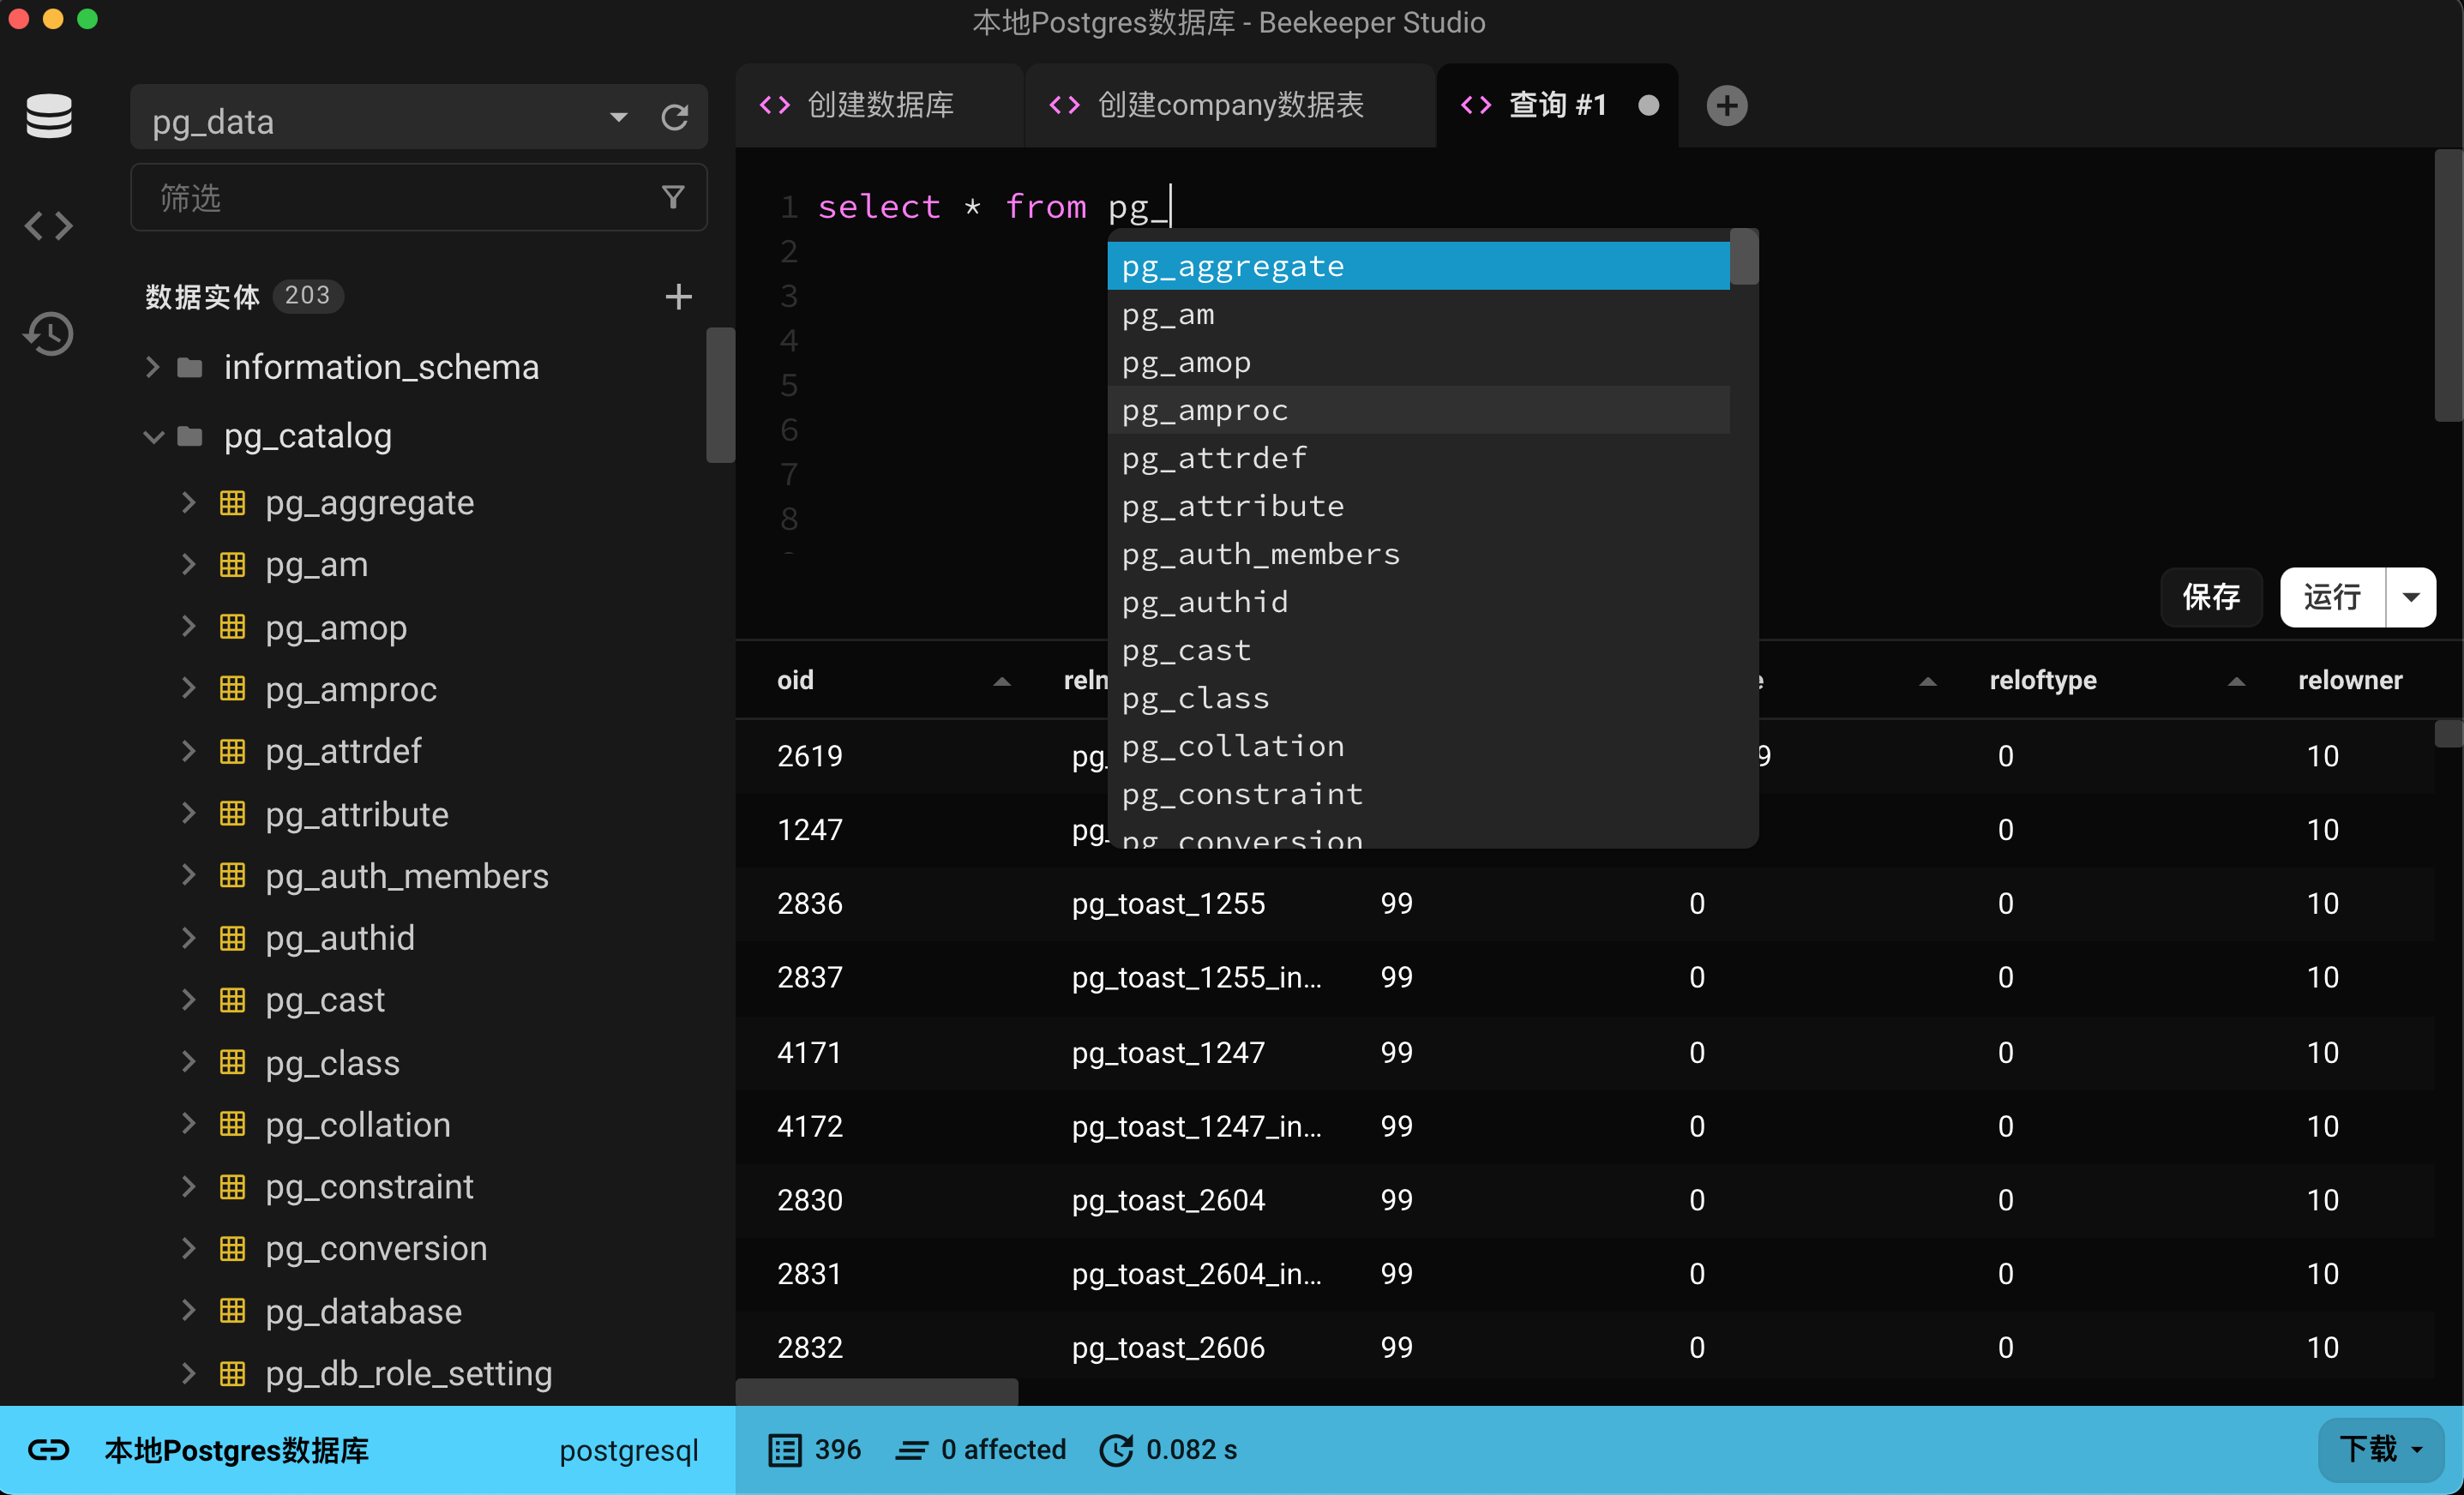 本地Postgres数据库 - Beekeeper Studio
pg_data
筛选
数据实体 203
information_schema
pg_catalog
pg_aggregate
pg_am
pg_amop
pg_amproc
pg_attrdef
pg_attribute
pg_auth_members
pg_authid
pg_cast
pg_class
pg_collation
pg_constraint
pg_conversion
pg_database
pg_db_role_setting
创建数据库 创建company数据表 查询 #1
1 select * from pg_
2
3
4
5
6
7
8
pg_aggregate
pg_am
pg_amop
pg_amproc
pg_attrdef
pg_attribute
pg_auth_members
pg_authid
pg_cast
pg_class
pg_collation
pg_constraint
pg_conversion
保存 运行
oid reln e reloftype relowner
2619 pg_ 9 0 10
1247 pg_ 0 10
2836 pg_toast_1255 99 0 0 10
2837 pg_toast_1255_in... 99 0 0 10
4171 pg_toast_1247 99 0 0 10
4172 pg_toast_1247_in... 99 0 0 10
2830 pg_toast_2604 99 0 0 10
2831 pg_toast_2604_in... 99 0 0 10
2832 pg_toast_2606 99 0 0 10
本地Postgres数据库 postgresql 396 0 affected 0.082 s 下载